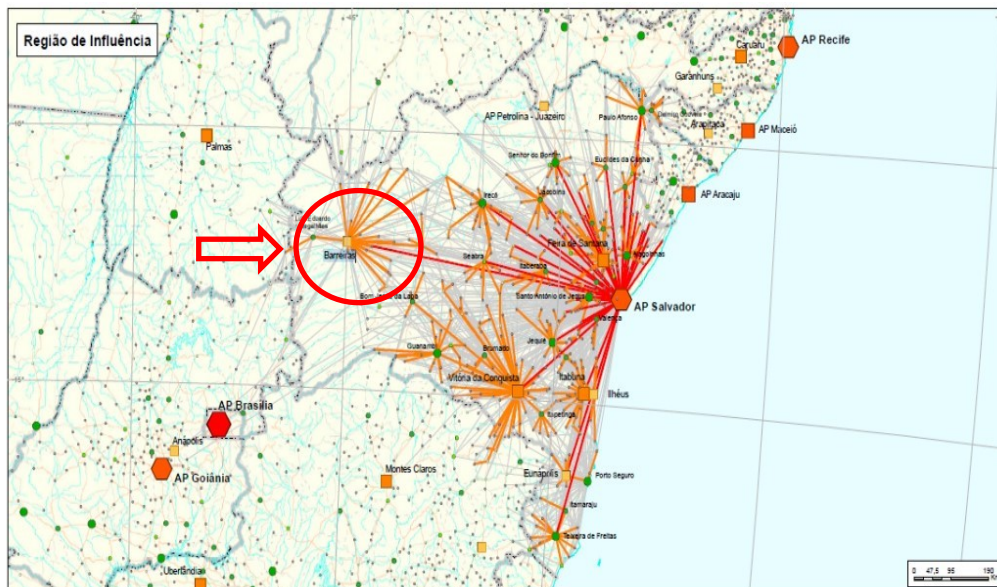 Região de Influência
AP Recife
Caruaru
Garanhuns
AP Petrolina - Juazeiro
Paulo Afonso
Arapiraca
AP Maceió
Palmas
Senhor do Bonfim
Euclides da Cunha
Irecê
Jacobina
AP Aracaju
Feira de Santana
Barreiras
Seabra
Itaberaba
Alagoinhas
Bom Jesus da Lapa
Santo Antônio de Jesus
AP Salvador
Valença
Guanambi
Brumado
Jequié
Vitória da Conquista
Itabuna
Ilhéus
AP Brasília
Itapetinga
Anápolis
AP Goiânia
Montes Claros
Eunápolis
Porto Seguro
Itamaraju
Teixeira de Freitas
Uberlândia
0 47,5 95 190